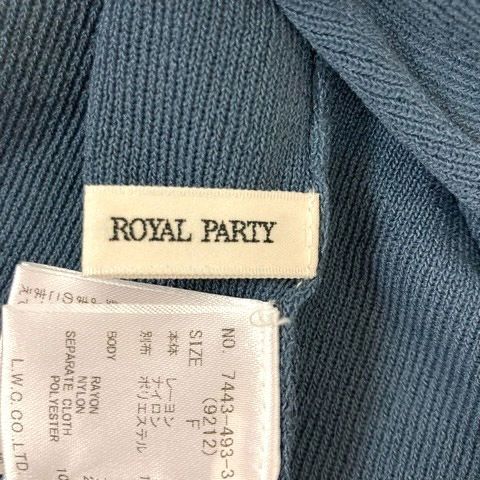 ROYAL PARTY
NO. 7443-493-3
(9212)
SIZE F
本体 レーヨン
ナイロン
別布 ポリエステル
BODY RAYON
NYLON
SEPARATE CLOTH
POLYESTER
L.W.C.CO.LTD